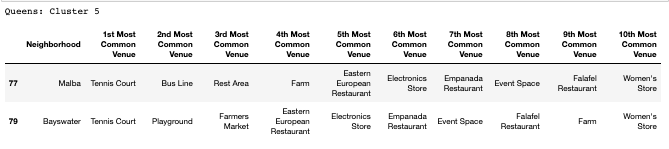 Queens: Cluster 5
Neighborhood 1st Most Common Venue 2nd Most Common Venue 3rd Most Common Venue 4th Most Common Venue 5th Most Common Venue 6th Most Common Venue 7th Most Common Venue 8th Most Common Venue 9th Most Common Venue 10th Most Common Venue
77 Malba Tennis Court Bus Line Rest Area Farm Eastern European Restaurant Electronics Store Empanada Restaurant Event Space Falafel Restaurant Women's Store
79 Bayswater Tennis Court Playground Farmers Market Eastern European Restaurant Electronics Store Empanada Restaurant Event Space Falafel Restaurant Farm Women's Store